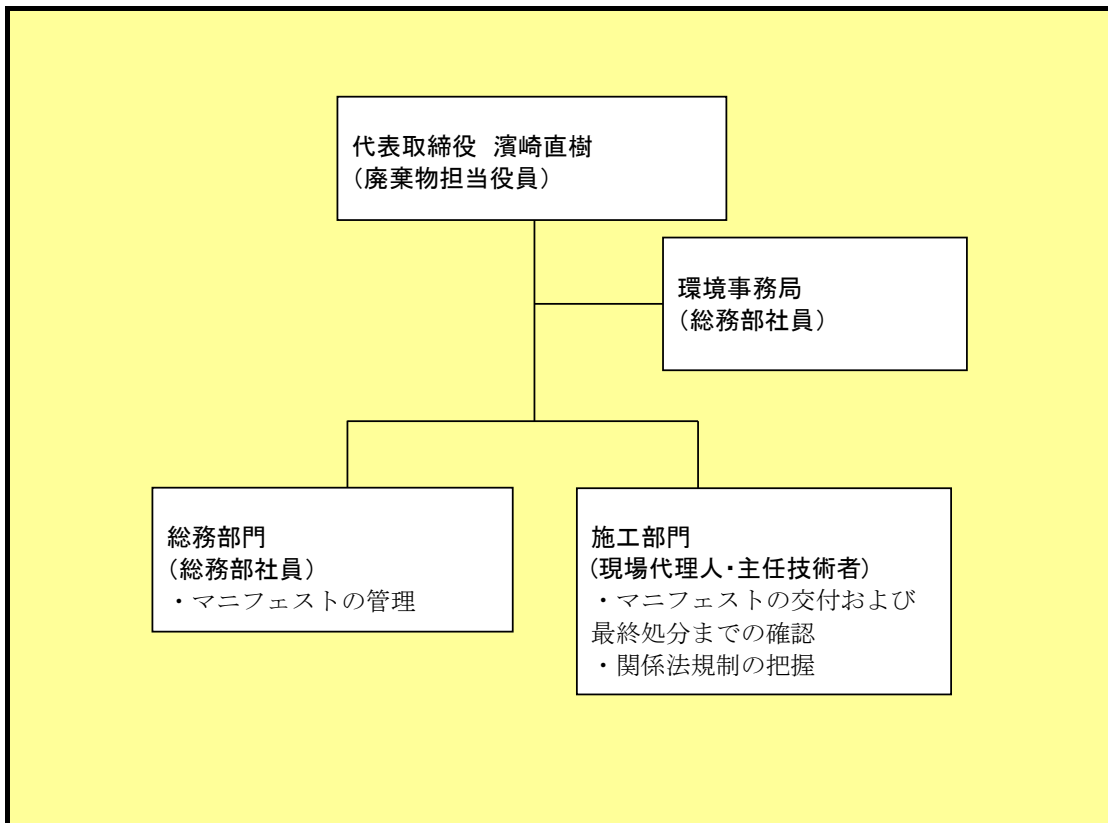 代表取締役　濱崎直樹
（廃棄物担当役員）
環境事務局
（総務部社員）
総務部門
（総務部社員）
・マニフェストの管理
施工部門
（現場代理人・主任技術者）
・マニフェストの交付および
最終処分までの確認
・関係法規制の把握